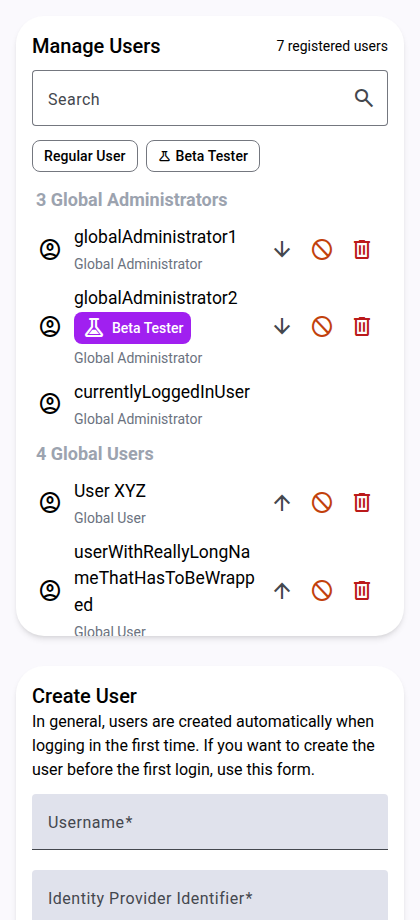 Manage Users
7 registered users
Search
Regular User
Beta Tester
3 Global Administrators
globalAdministrator1
Global Administrator
globalAdministrator2
Beta Tester
Global Administrator
currentlyLoggedInUser
Global Administrator
4 Global Users
User XYZ
Global User
userWithReallyLongNa
meThatHasToBeWrapp
ed
Global User
Create User
In general, users are created automatically when
logging in the first time. If you want to create the
user before the first login, use this form.
Username*
Identity Provider Identifier*